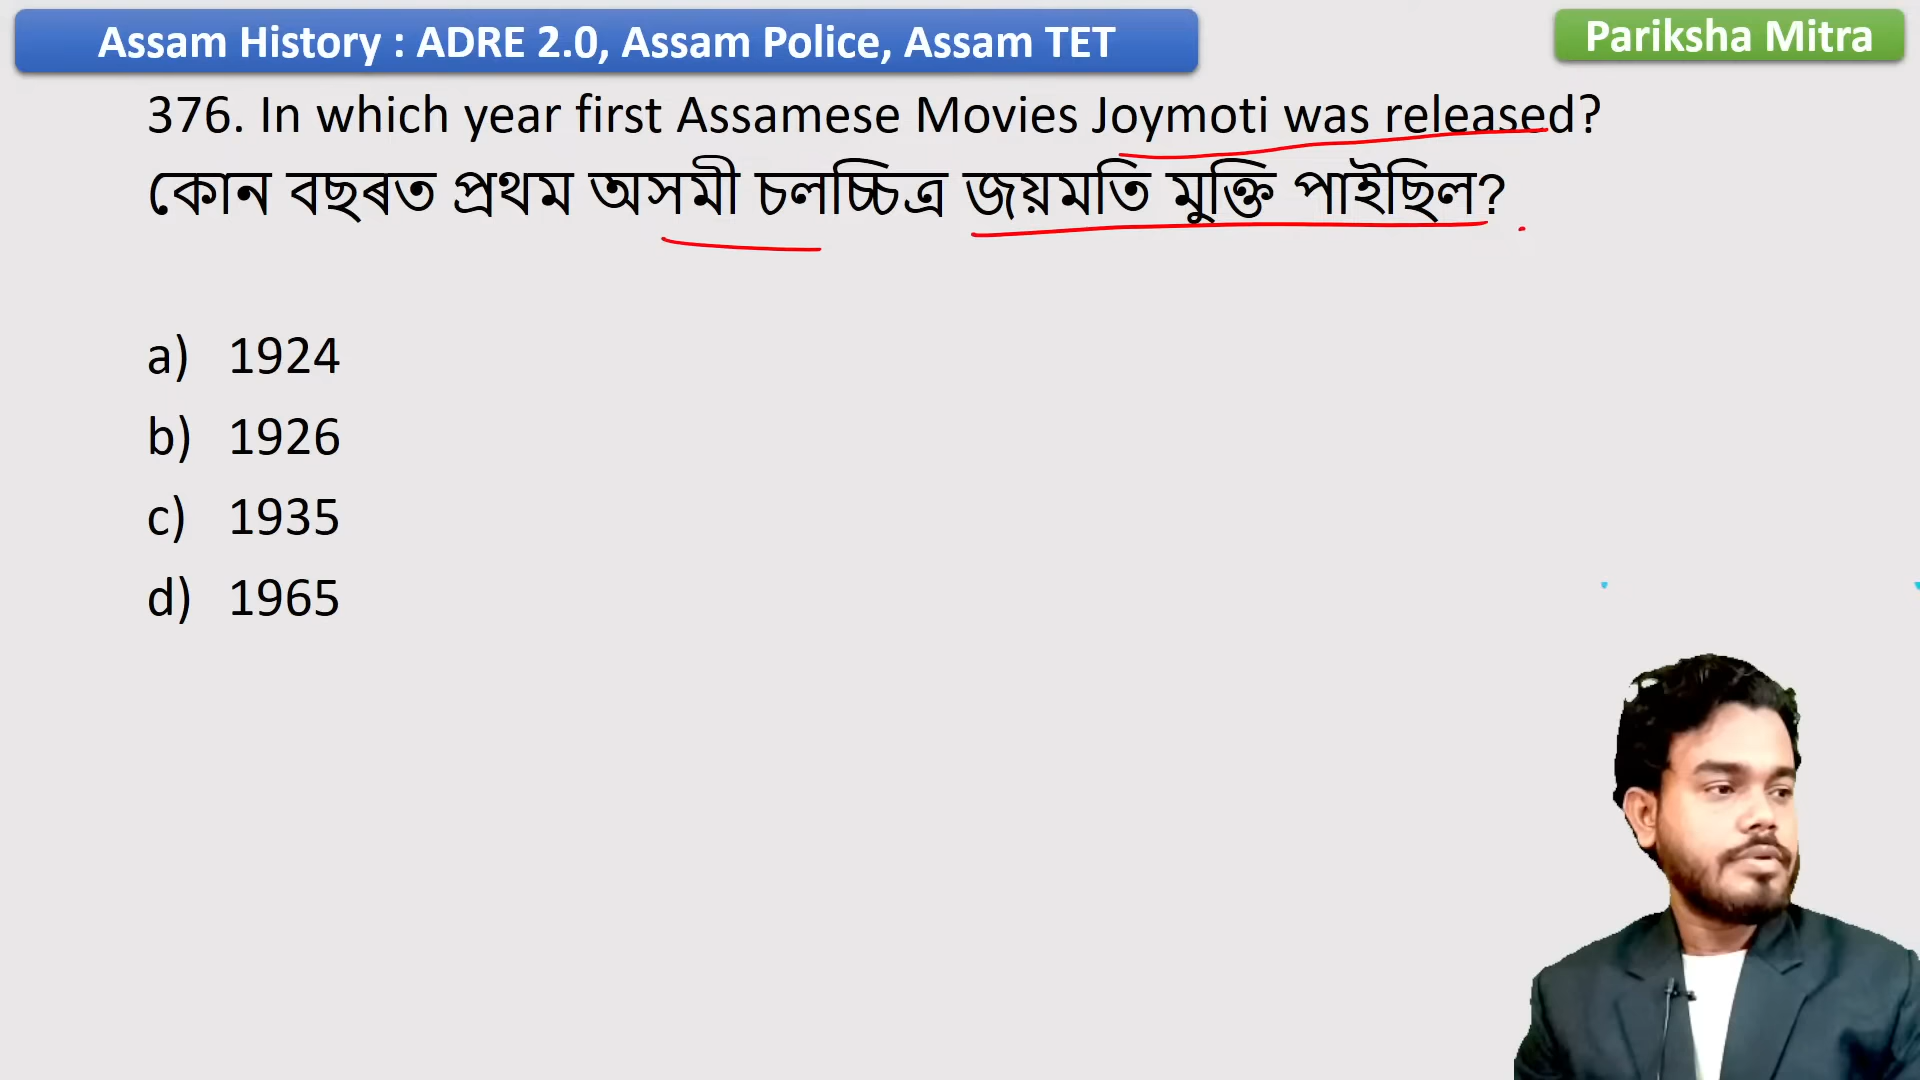 Assam History : ADRE 2.0, Assam Police, Assam TET
Pariksha Mitra
376. In which year first Assamese Movies Joymoti was released?
কোন বছৰত প্ৰথম অসমী চলচ্চিত্ৰ জয়মতি মুক্তি পাইছিল?
a) 1924
b) 1926
c) 1935
d) 1965